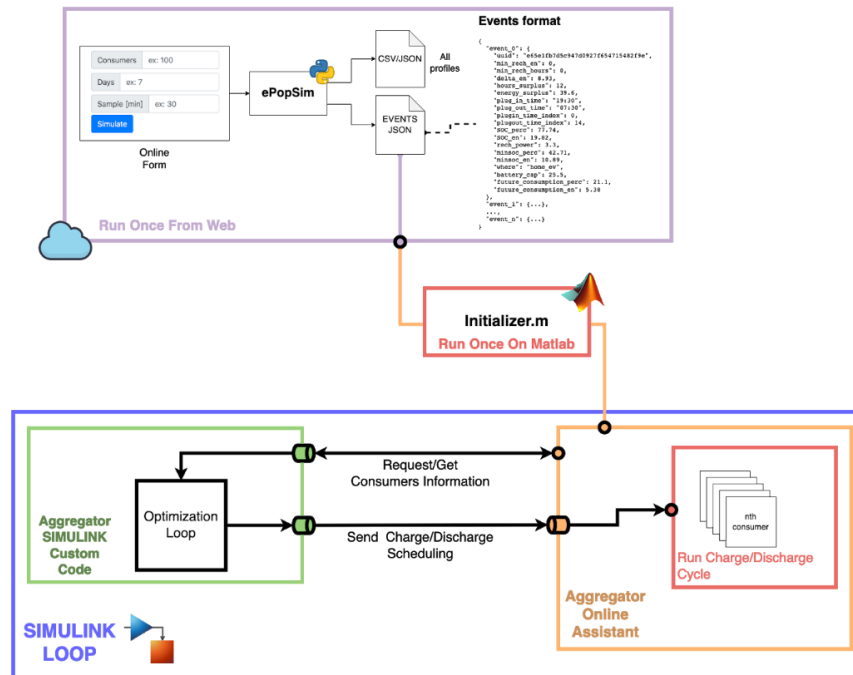 Events format
Consumers ex: 100
Days ex: 7
Sample [min] ex: 30
Simulate
Online
Form
ePopSim
CSV/JSON
All
profiles
EVENTS
JSON
{
"event_0": {
"uuid": "e65e1fb7d5c947d0927f654715482f9e",
"min_rech_en": 0,
"min_rech_hours": 0,
"delta_en": 8.93,
"hours_surplus": 12,
"energy_surplus": 39.6,
"plug_in_time": "19:30",
"plug_out_time": "07:30",
"plugin_time_index": 0,
"plugout_time_index": 14,
"SOC_perc": 77.74,
"SOC_en": 19.82,
"rech_power": 3.3,
"minsoc_perc": 42.71,
"minsoc_en": 10.89,
"where": "home_ev",
"battery_cap": 25.5,
"future_consumption_perc": 21.1,
"future_consumption_en": 5.38
},
"event_1": {...},
...,
"event_n": {...}
}
Run Once From Web
Initializer.m
Run Once On Matlab
Aggregator
SIMULINK
Custom
Code
Optimization
Loop
Request/Get
Consumers Information
Send Charge/Discharge
Scheduling
nth
consumer
Run Charge/Discharge
Cycle
Aggregator
Online
Assistant
SIMULINK
LOOP